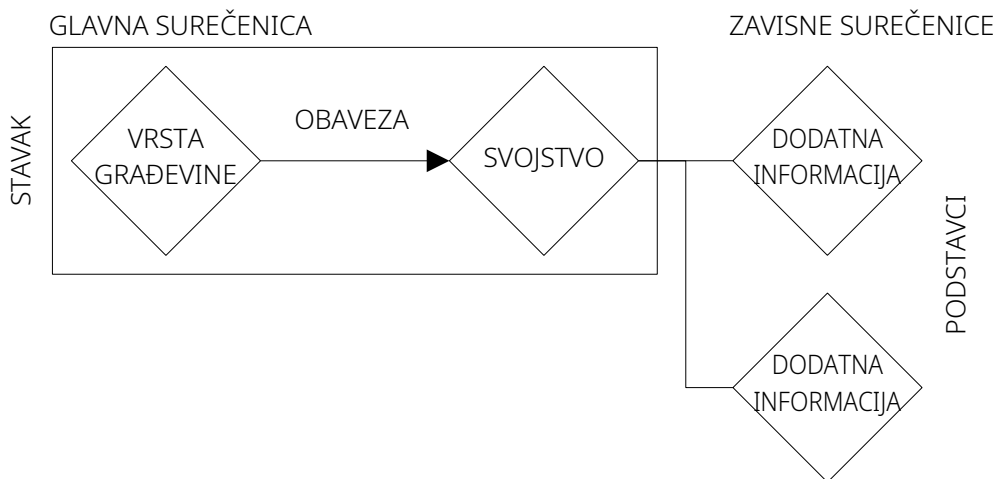 GLAVNA SUREČENICA
ZAVISNE SUREČENICE
STAVAK
VRSTA
GRAĐEVINE
OBAVEZA
SVOJSTVO
DODATNA
INFORMACIJA
PODSTAVCI
DODATNA
INFORMACIJA